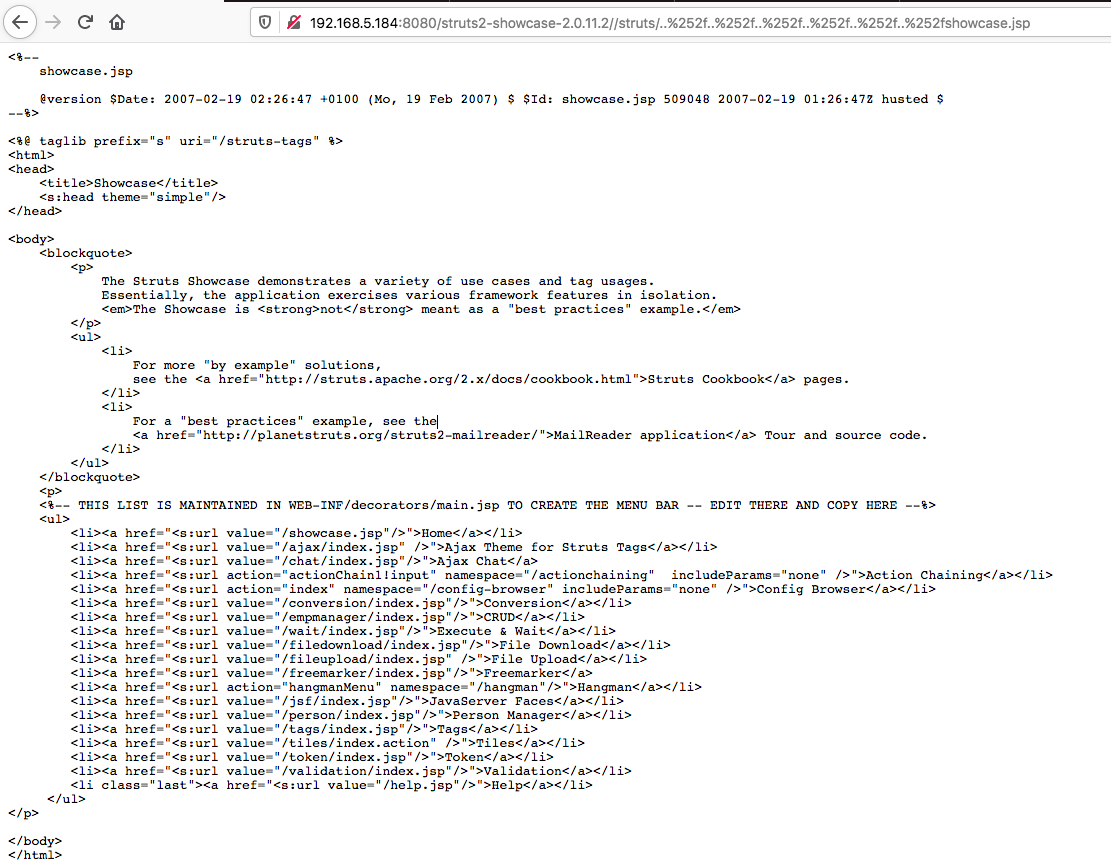 192.168.5.184:8080/struts2-showcase-2.0.11.2//struts/..%252f..%252f..%252f..%252f..%252f..%252fshowcase.jsp
<%--
    showcase.jsp

    @version $Date: 2007-02-19 02:26:47 +0100 (Mo, 19 Feb 2007) $ $Id: showcase.jsp 509048 2007-02-19 01:26:47Z husted $
--%>

<%@ taglib prefix="s" uri="/struts-tags" %>
<html>
<head>
    <title>Showcase</title>
    <s:head theme="simple"/>
</head>

<body>
    <blockquote>
        <p>
            The Struts Showcase demonstrates a variety of use cases and tag usages.
            Essentially, the application exercises various framework features in isolation.
            <em>The Showcase is <strong>not</strong> meant as a "best practices" example.</em>
        </p>
        <ul>
            <li>
                For more "by example" solutions,
                see the <a href="http://struts.apache.org/2.x/docs/cookbook.html">Struts Cookbook</a> pages.
            </li>
            <li>
                For a "best practices" example, see the
                <a href="http://planetstruts.org/struts2-mailreader/">MailReader application</a> Tour and source code.
            </li>
        </ul>
    </blockquote>
    <p>
    <%-- THIS LIST IS MAINTAINED IN WEB-INF/decorators/main.jsp TO CREATE THE MENU BAR -- EDIT THERE AND COPY HERE --%>
    <ul>
        <li><a href="<s:url value="/showcase.jsp"/>">Home</a></li>
        <li><a href="<s:url value="/ajax/index.jsp" />">Ajax Theme for Struts Tags</a></li>
        <li><a href="<s:url value="/chat/index.jsp"/>">Ajax Chat</a>
        <li><a href="<s:url action="actionChain1!input" namespace="/actionchaining"  includeParams="none" />">Action Chaining</a></li>
        <li><a href="<s:url action="index" namespace="/config-browser" includeParams="none" />">Config Browser</a></li>
        <li><a href="<s:url value="/conversion/index.jsp"/>">Conversion</a></li>
        <li><a href="<s:url value="/empmanager/index.jsp"/>">CRUD</a></li>
        <li><a href="<s:url value="/wait/index.jsp"/>">Execute & Wait</a></li>
        <li><a href="<s:url value="/filedownload/index.jsp"/>">File Download</a></li>
        <li><a href="<s:url value="/fileupload/index.jsp" />">File Upload</a></li>
        <li><a href="<s:url value="/freemarker/index.jsp"/>">Freemarker</a>
        <li><a href="<s:url action="hangmanMenu" namespace="/hangman"/>">Hangman</a></li>
        <li><a href="<s:url value="/jsf/index.jsp"/>">JavaServer Faces</a></li>
        <li><a href="<s:url value="/person/index.jsp"/>">Person Manager</a></li>
        <li><a href="<s:url value="/tags/index.jsp"/>">Tags</a></li>
        <li><a href="<s:url value="/tiles/index.action" />">Tiles</a></li>
        <li><a href="<s:url value="/token/index.jsp"/>">Token</a></li>
        <li><a href="<s:url value="/validation/index.jsp"/>">Validation</a></li>
        <li class="last"><a href="<s:url value="/help.jsp"/>">Help</a></li>
     </ul>
</p>

</body>
</html>